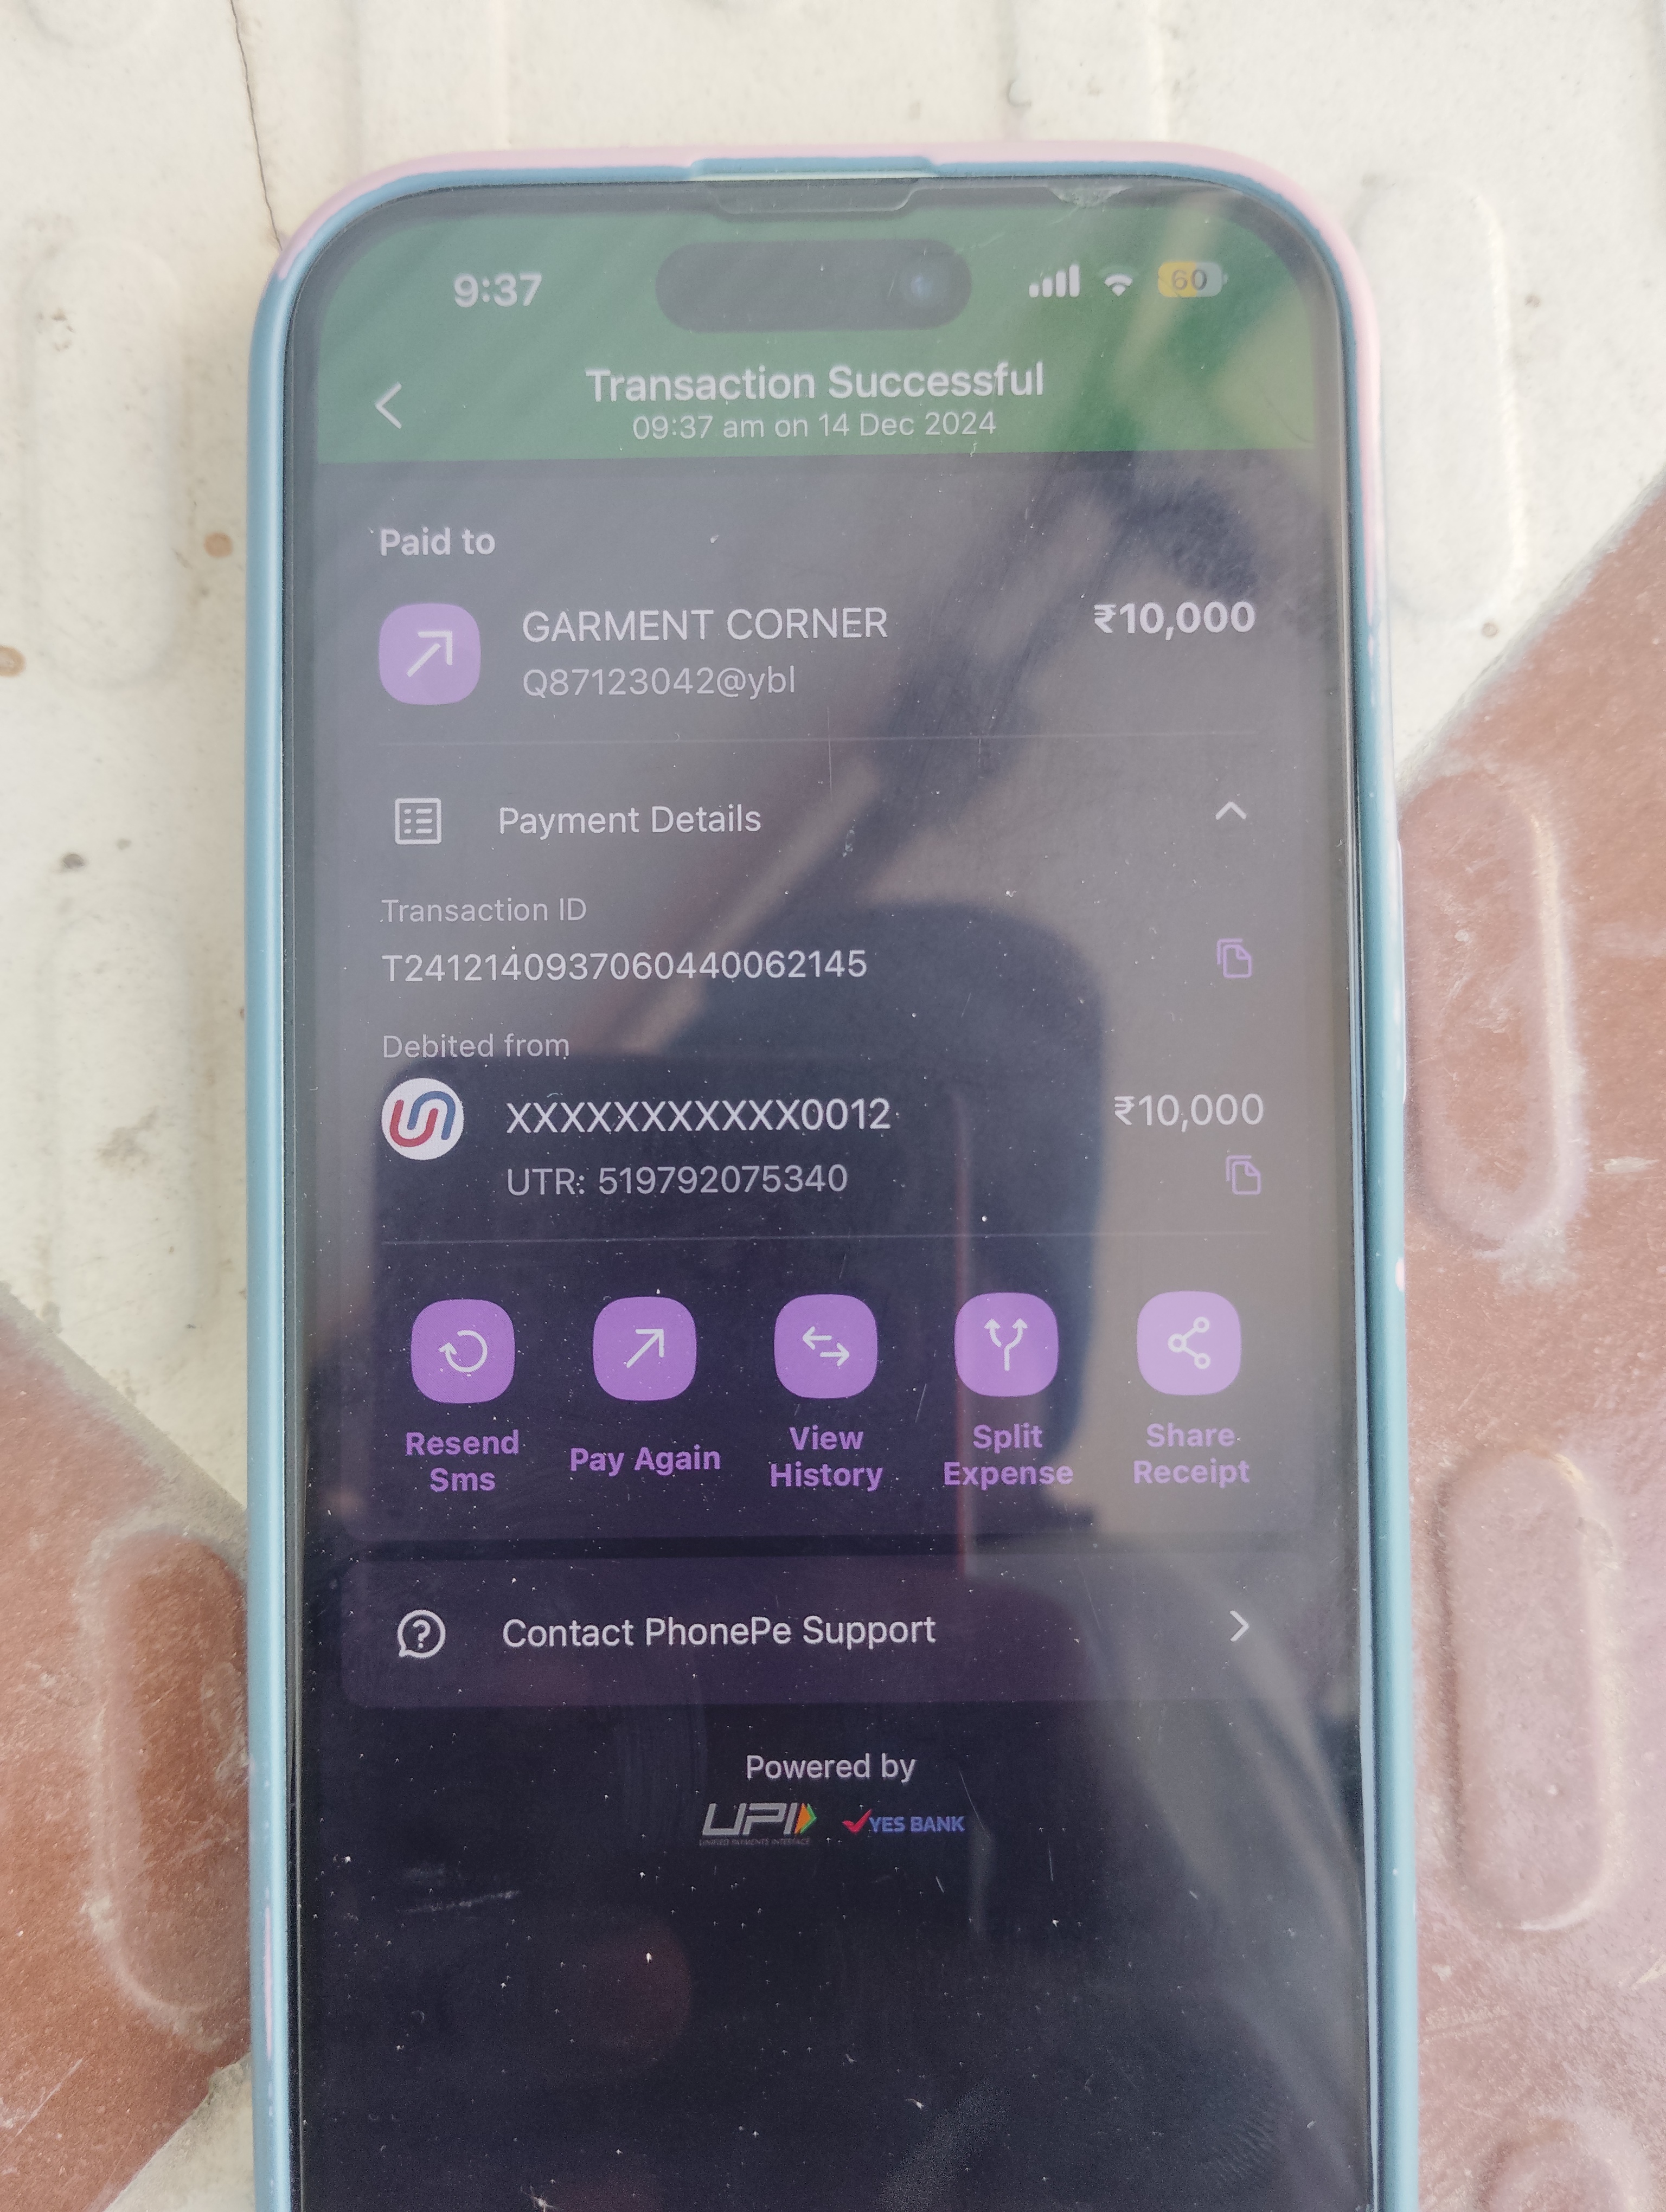 9:37
60
Transaction Successful
09:37 am on 14 Dec 2024
Paid to
GARMENT CORNER
₹10,000
Q87123042@ybl
Payment Details
Transaction ID
T2412140937060440062145
Debited from
XXXXXXXXXXX0012
₹10,000
UTR: 519792075340
Resend Sms
Pay Again
View History
Split Expense
Share Receipt
Contact PhonePe Support
Powered by
UPI
UNIFIED PAYMENTS INTERFACE
YES BANK